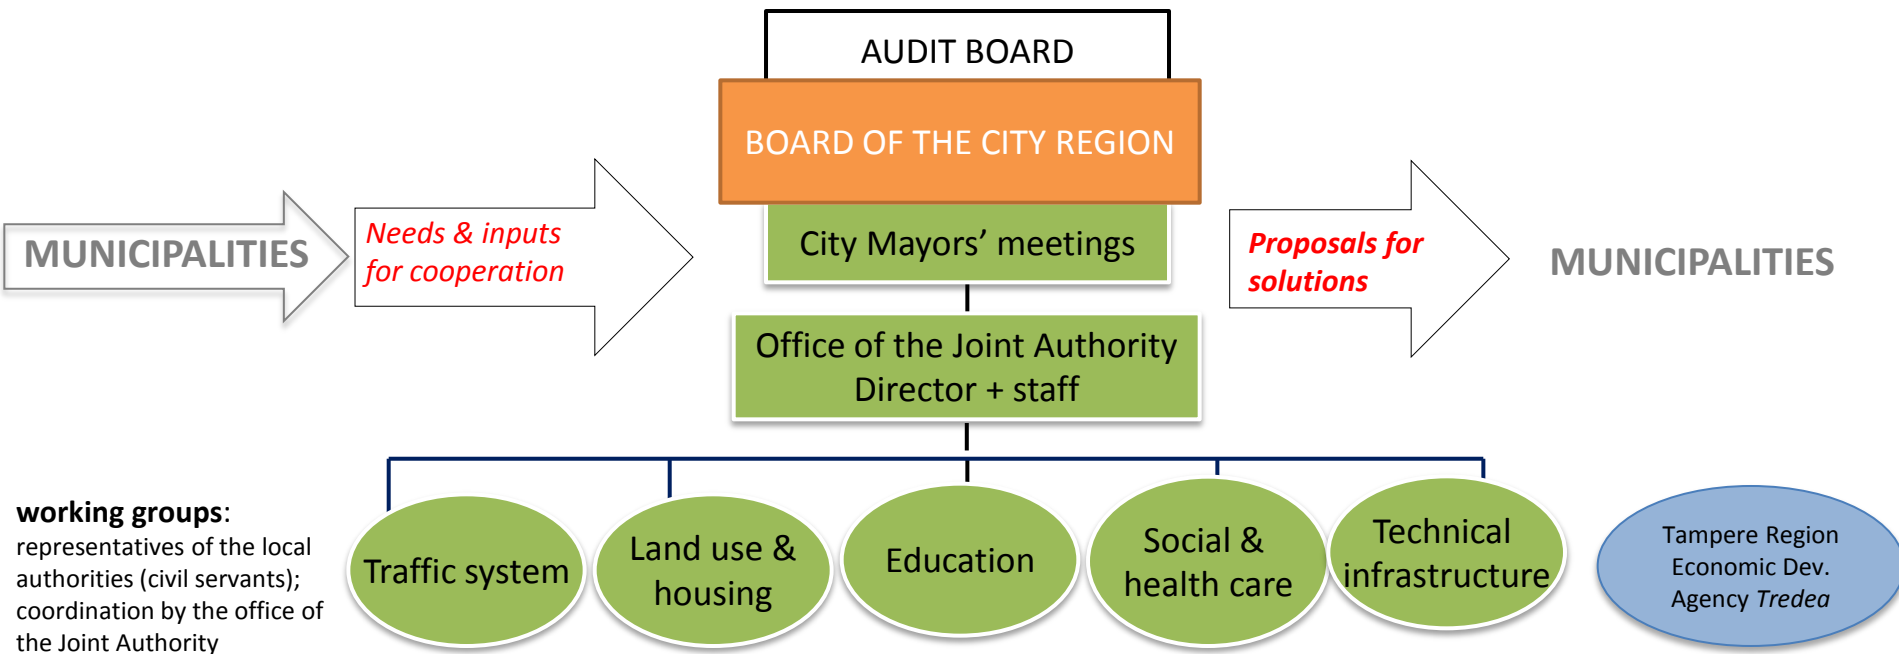 AUDIT BOARD
BOARD OF THE CITY REGION
MUNICIPALITIES
Needs & inputs
for cooperation
City Mayors’ meetings
Proposals for
solutions
MUNICIPALITIES
Office of the Joint Authority
Director + staff
working groups:
representatives of the local
authorities (civil servants);
coordination by the office of
the Joint Authority
Traffic system
Land use &
housing
Education
Social &
health care
Technical
infrastructure
Tampere Region
Economic Dev.
Agency Tredea